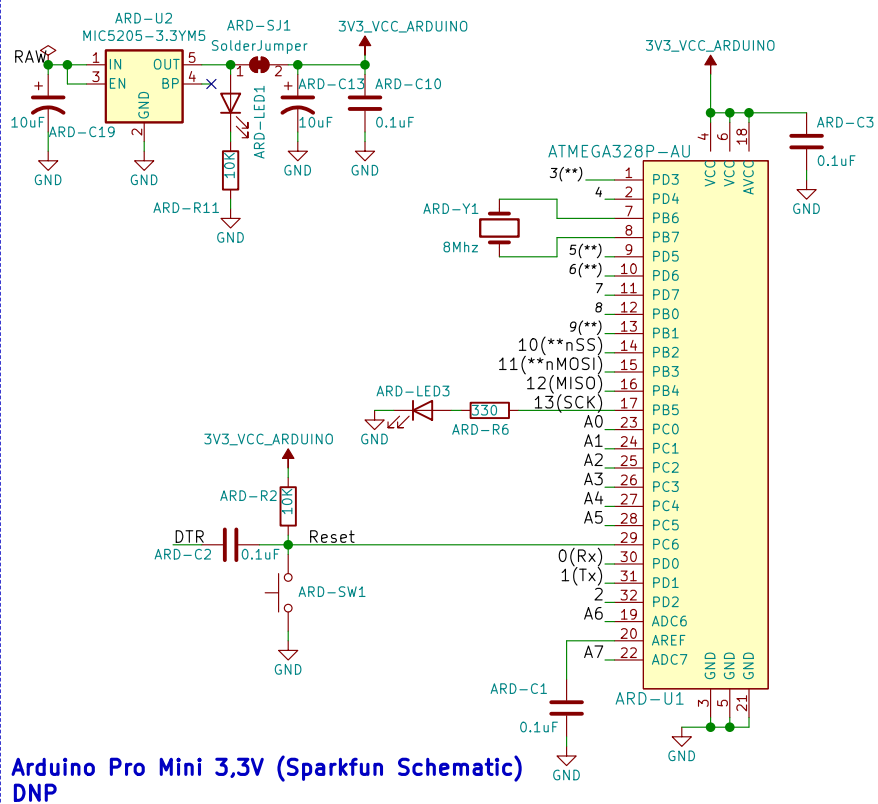 ARD-U2
MIC5205-3.3YM5
RAW
1 IN OUT 5
3 EN BP 4
GND
2
10uF
ARD-C19
GND
GND
ARD-SJ1
SolderJumper
1 2
ARD-LED1
10K
ARD-R11
GND
3V3_VCC_ARDUINO
ARD-C13
10uF
GND
ARD-C10
0.1uF
GND
3V3_VCC_ARDUINO
ARD-C3
0.1uF
GND
4 6 18
ATMEGA328P-AU
VCC VCC AVCC
3(**) 1 PD3
4 2 PD4
7 PB6
8 PB7
ARD-Y1
8Mhz
5(**) 9 PD5
6(**) 10 PD6
7 11 PD7
8 12 PB0
9(**) 13 PB1
10(**nSS) 14 PB2
11(**nMOSI) 15 PB3
12(MISO) 16 PB4
13(SCK) 17 PB5
ARD-LED3
GND
330
ARD-R6
A0 23 PC0
A1 24 PC1
A2 25 PC2
A3 26 PC3
A4 27 PC4
A5 28 PC5
29 PC6
0(Rx) 30 PD0
1(Tx) 31 PD1
2 32 PD2
A6 19 ADC6
20 AREF
A7 22 ADC7
3V3_VCC_ARDUINO
ARD-R2
10K
DTR
Reset
ARD-C2
0.1uF
ARD-SW1
GND
ARD-C1
0.1uF
GND
GND GND GND
ARD-U1
3 5 21
GND
Arduino Pro Mini 3,3V (Sparkfun Schematic)
DNP